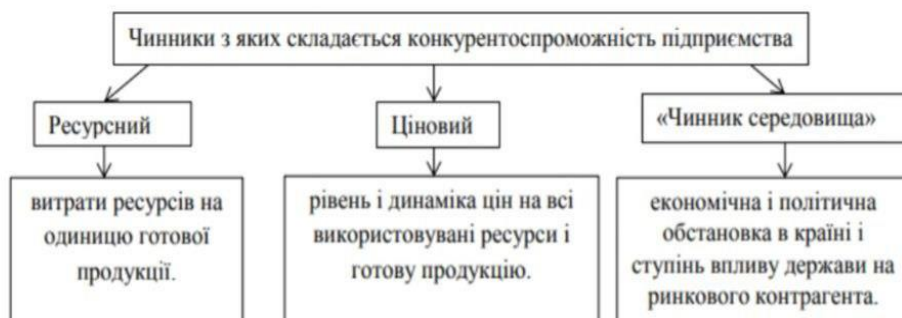 Чинники з яких складається конкурентоспроможність підприємства
Ресурсний
Ціновий
«Чинник середовища»
витрати ресурсів на
одиницю готової
продукції.
рівень і динаміка цін на всі
використовувані ресурси і
готову продукцію.
економічна і політична
обстановка в країні і
ступінь впливу держави на
ринкового контрагента.